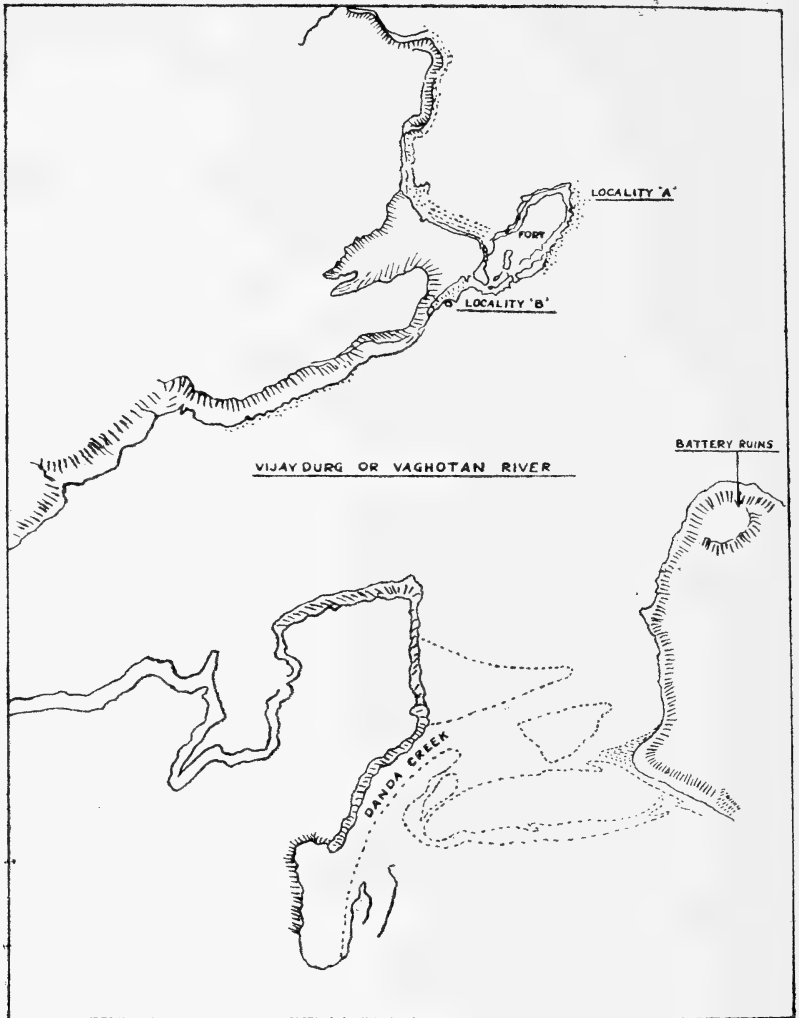 LOCALITY "A"
FORT
LOCALITY "B"
BATTERY RUINS
VIJAYDURG OR VAGHOTAN RIVER
DANDA CREEK